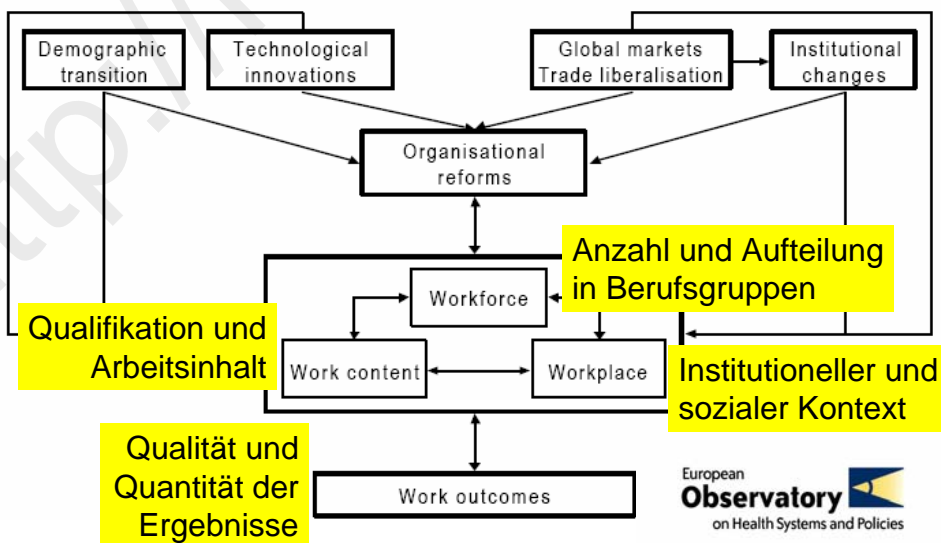 Demographic
transition
Technological
innovations
Global markets
Trade liberalisation
Institutional
changes
Organisational
reforms
Anzahl und Aufteilung
in Berufsgruppen
Workforce
Qualifikation und
Arbeitsinhalt
Work content
Workplace
Institutioneller und
sozialer Kontext
Qualität und
Quantität der
Ergebnisse
Work outcomes
European
Observatory
on Health Systems and Policies
ttp://